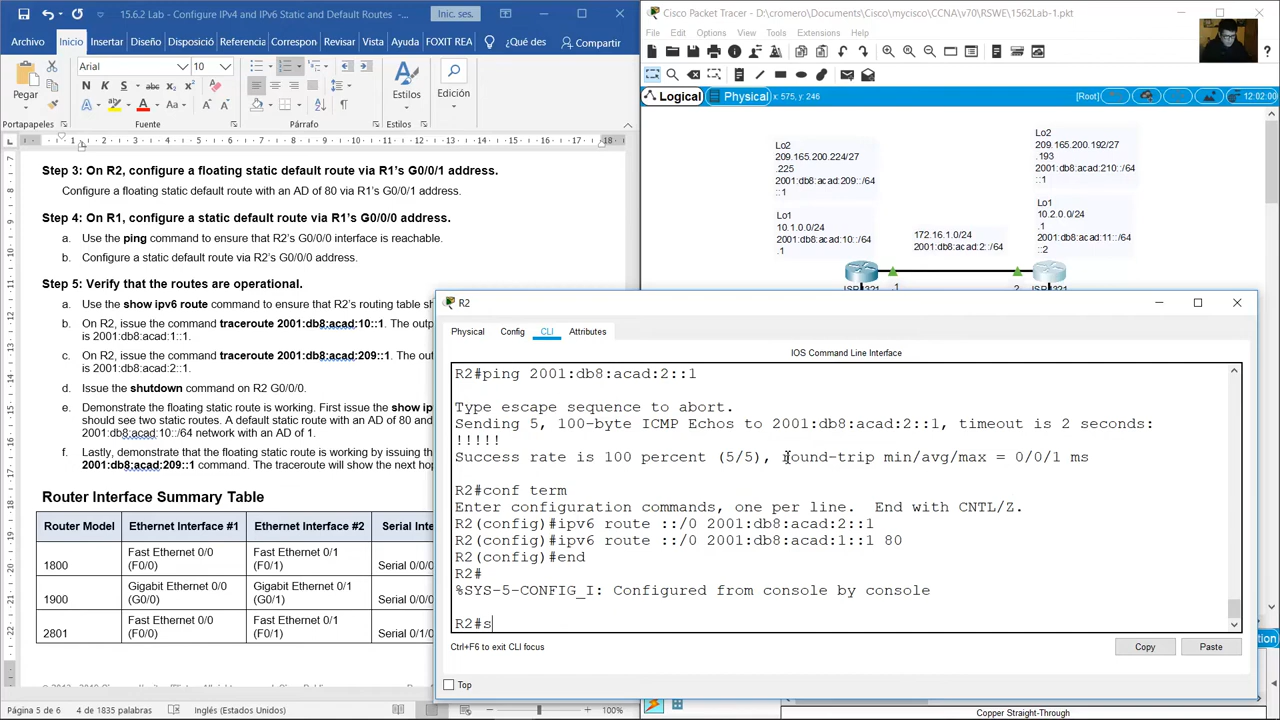 15.6.2 Lab - Configure IPv4 and IPv6 Static and Default Routes
Inic. ses.
Archivo Inicio Insertar Diseño Disposició Referencia Correspon Revisar Vista Ayuda FOXIT REA ¿Qué des Compartir
Pegar
Arial 10
N K S
Estilos
Edición
Portapapeles Fuente Párrafo Estilos
Step 3: On R2, configure a floating static default route via R1's G0/0/1 address.
Configure a floating static default route with an AD of 80 via R1's G0/0/1 address.
Step 4: On R1, configure a static default route via R1's G0/0/0 address.
a. Use the ping command to ensure that R2's G0/0/0 interface is reachable.
b. Configure a static default route via R2's G0/0/0 address.
Step 5: Verify that the routes are operational.
a. Use the show ipv6 route command to ensure that R2's routing table sh
b. On R2, issue the command traceroute 2001:db8:acad:10::1. The outp
is 2001:db8:acad:1::1.
c. On R2, issue the command traceroute 2001:db8:acad:209::1. The o
is 2001:db8:acad:2::1.
d. Issue the shutdown command on R2 G0/0/0.
e. Demonstrate the floating static route is working. First issue the show ip
should see two static routes. A default static route with an AD of 80 and
2001:db8:acad:10::/64 network with an AD of 1.
f. Lastly, demonstrate that the floating static route is working by issuing th
2001:db8:acad:209::1 command. The traceroute will show the next hop
Router Interface Summary Table
Router Model Ethernet Interface #1 Ethernet Interface #2 Serial Inte
1800 Fast Ethernet 0/0 (F0/0) Fast Ethernet 0/1 (F0/1) Serial 0/0/0
1900 Gigabit Ethernet 0/0 (G0/0) Gigabit Ethernet 0/1 (G0/1) Serial 0/0/0
2801 Fast Ethernet 0/0 (F0/0) Fast Ethernet 0/1 (F0/1) Serial 0/1/0
Página 5 de 6 4 de 1835 palabras Inglés (Estados Unidos) 100%
Cisco Packet Tracer - D:\cromero\Documents\Cisco\mycisco\CCNA\v70\RSWE\1562Lab-1.pkt
File Edit Options View Tools Extensions Help
Logical Physical x: 575, y: 246 [Root] 12:02:00
Lo2
209.165.200.224/27
.225
2001:db8:acad:209::/64
::1
Lo1
10.1.0.0/24
2001:db8:acad:10::/64
.1
172.16.1.0/24
2001:db8:acad:2::/64
Lo2
209.165.200.192/27
.193
2001:db8:acad:210::/64
::1
Lo1
10.2.0.0/24
.1
2001:db8:acad:11::/64
::2
R2
Physical Config CLI Attributes
IOS Command Line Interface
R2#ping 2001:db8:acad:2::1
Type escape sequence to abort.
Sending 5, 100-byte ICMP Echos to 2001:db8:acad:2::1, timeout is 2 seconds:
!!!!!
Success rate is 100 percent (5/5), round-trip min/avg/max = 0/0/1 ms
R2#conf term
Enter configuration commands, one per line. End with CNTL/Z.
R2(config)#ipv6 route ::/0 2001:db8:acad:2::1
R2(config)#ipv6 route ::/0 2001:db8:acad:1::1 80
R2(config)#end
R2#
%SYS-5-CONFIG_I: Configured from console by console
R2#s
Ctrl+F6 to exit CLI focus
Copy Paste
Top
Copper Straight-Through